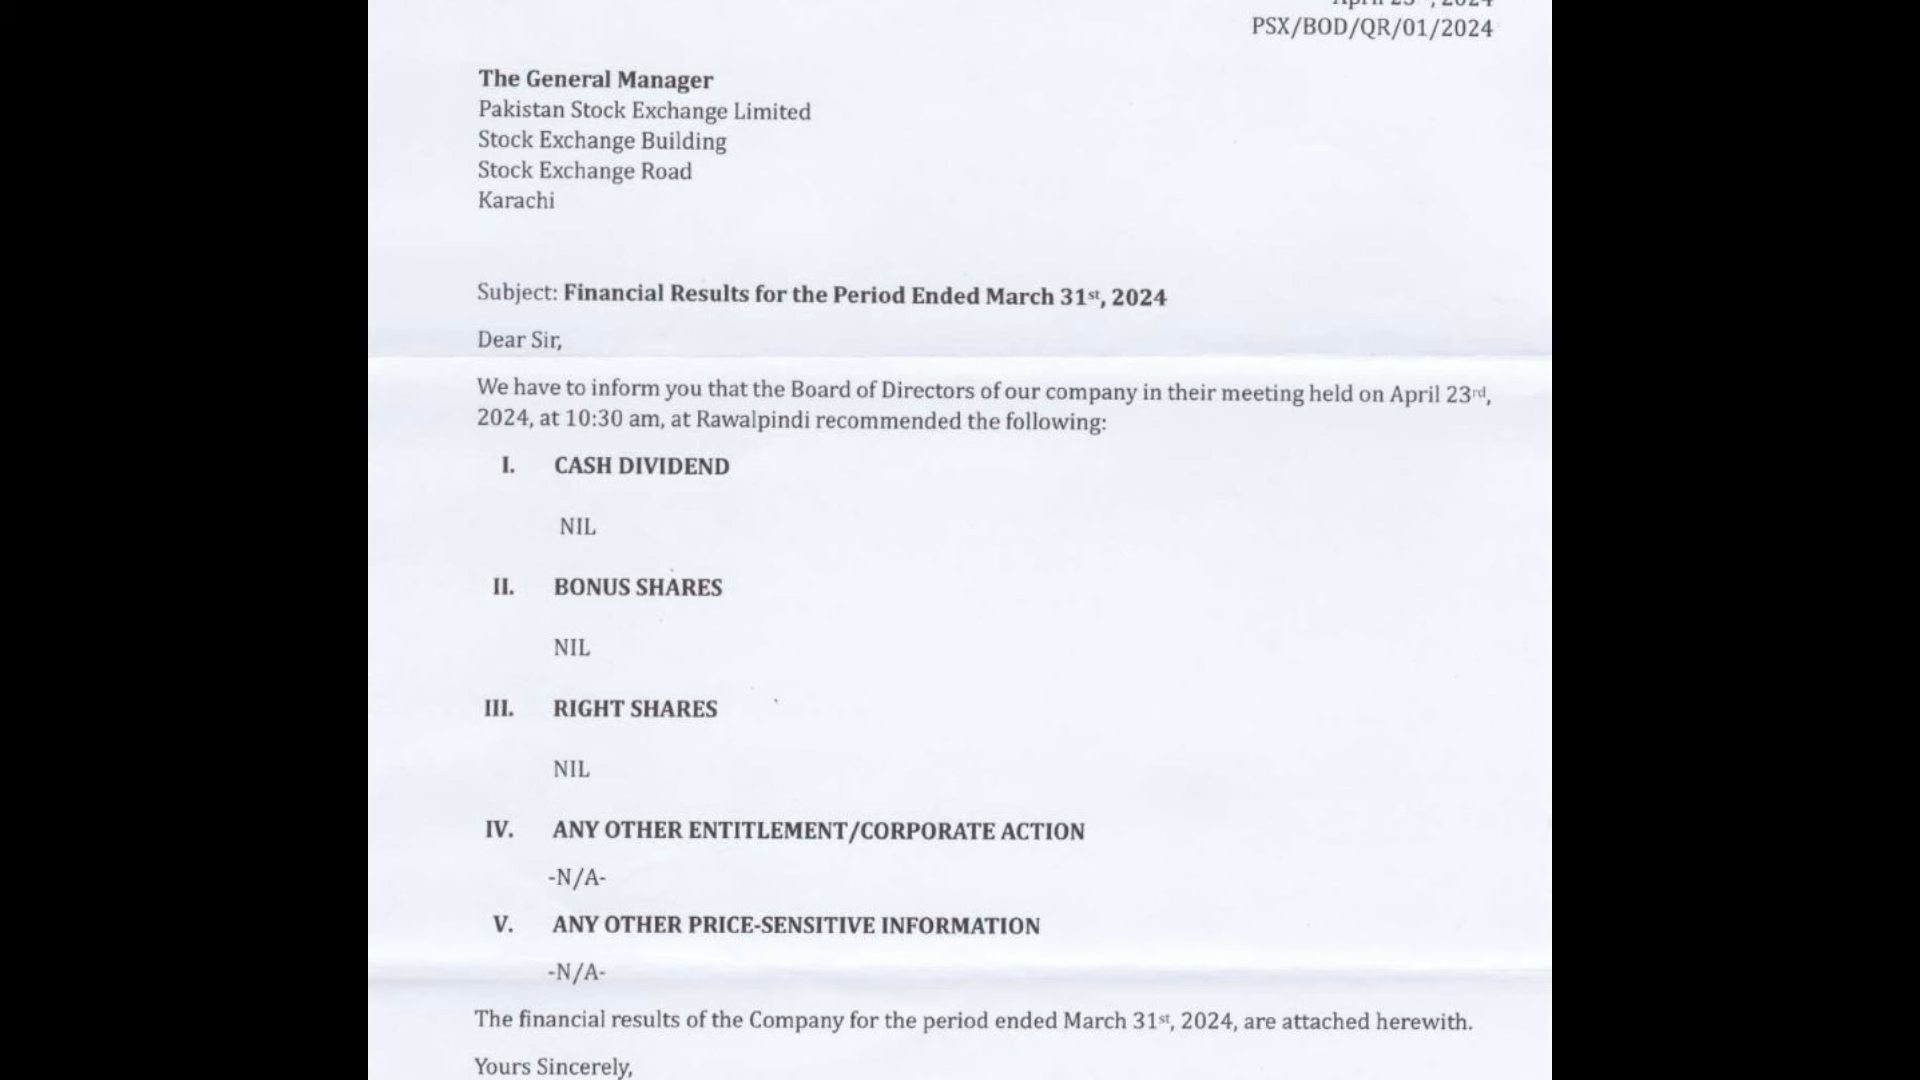 PSX/BOD/QR/01/2024
The General Manager
Pakistan Stock Exchange Limited
Stock Exchange Building
Stock Exchange Road
Karachi
Subject: Financial Results for the Period Ended March 31st, 2024
Dear Sir,
We have to inform you that the Board of Directors of our company in their meeting held on April 23rd,
2024, at 10:30 am, at Rawalpindi recommended the following:
I. CASH DIVIDEND
NIL
II. BONUS SHARES
NIL
III. RIGHT SHARES
NIL
IV. ANY OTHER ENTITLEMENT/CORPORATE ACTION
-N/A-
V. ANY OTHER PRICE-SENSITIVE INFORMATION
-N/A-
The financial results of the Company for the period ended March 31st, 2024, are attached herewith.
Yours Sincerely,